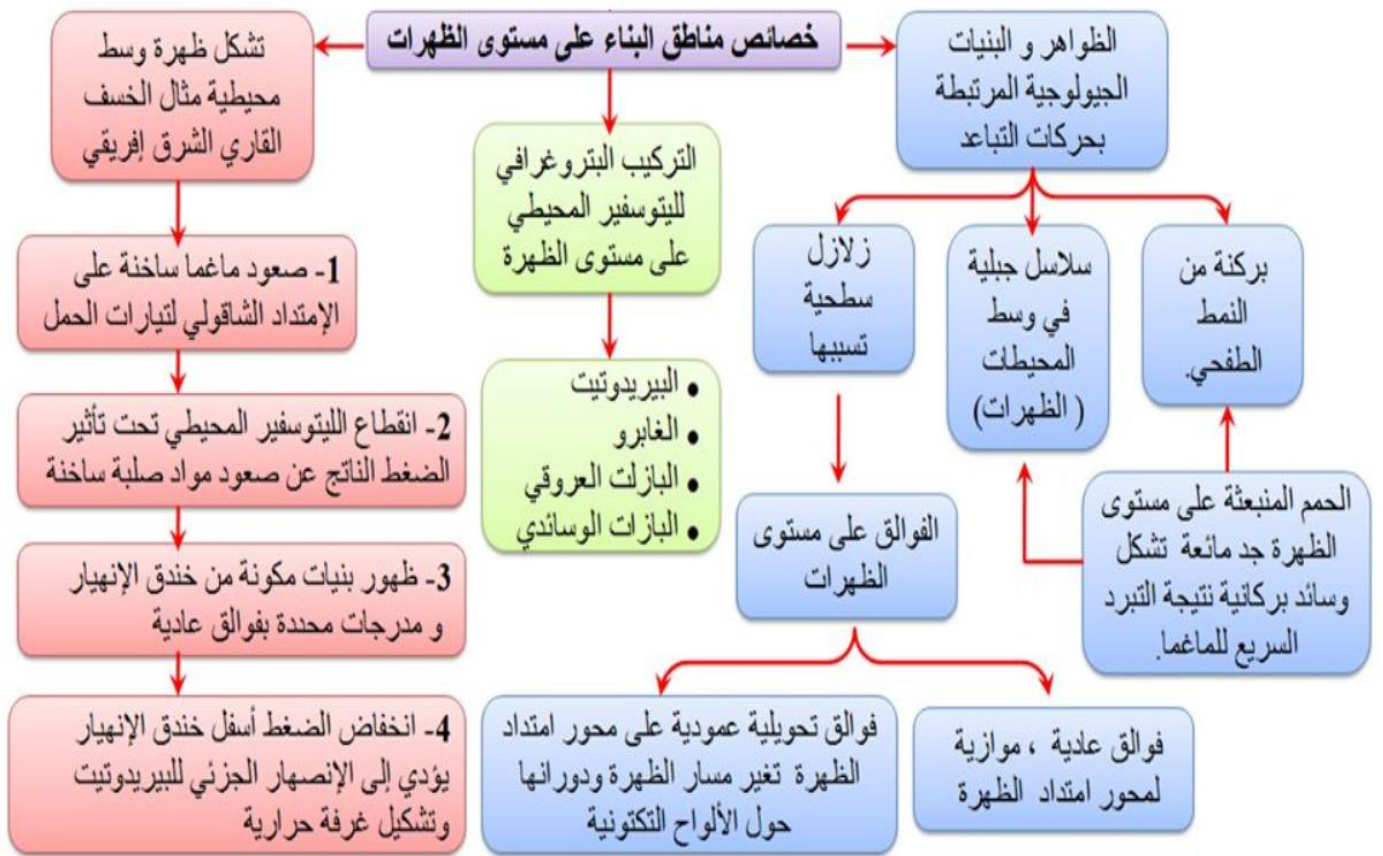 خصائص مناطق البناء على مستوى الظهرات
الظواهر و البنيات
الجيولوجية المرتبطة
بحركات التباعد
بركنة من
النمط
الطفحي.
سلاسل جبلية
في وسط
المحيطات
( الظهرات)
زلازل
سطحية
تسببها
الحمم المنبعثة على مستوى
الظهرة جد مائعة تشكل
وسائد بركانية نتيجة التبرد
السريع للماغما.
الفوالق على مستوى
الظهرات
فوالق عادية ، موازية
لمحور امتداد الظهرة
فوالق تحويلية عمودية على محور امتداد
الظهرة تغير مسار الظهرة ودورانها
حول الألواح التكتونية
التركيب البتروغرافي
لليتوسفير المحيطي
على مستوى الظهرة
• البيريدوتيت
• الغابرو
• البازلت العروقي
• البازات الوسائدي
تشكل ظهرة وسط
محيطية مثال الخسف
القاري الشرق إفريقي
1- صعود ماغما ساخنة على
الإمتداد الشاقولي لتيارات الحمل
2- انقطاع الليتوسفير المحيطي تحت تأثير
الضغط الناتج عن صعود مواد صلبة ساخنة
3- ظهور بنيات مكونة من خندق الإنهيار
و مدرجات محددة بفوالق عادية
4- انخفاض الضغط أسفل خندق الإنهيار
يؤدي إلى الإنصهار الجزئي للبيريدوتيت
وتشكيل غرفة حرارية